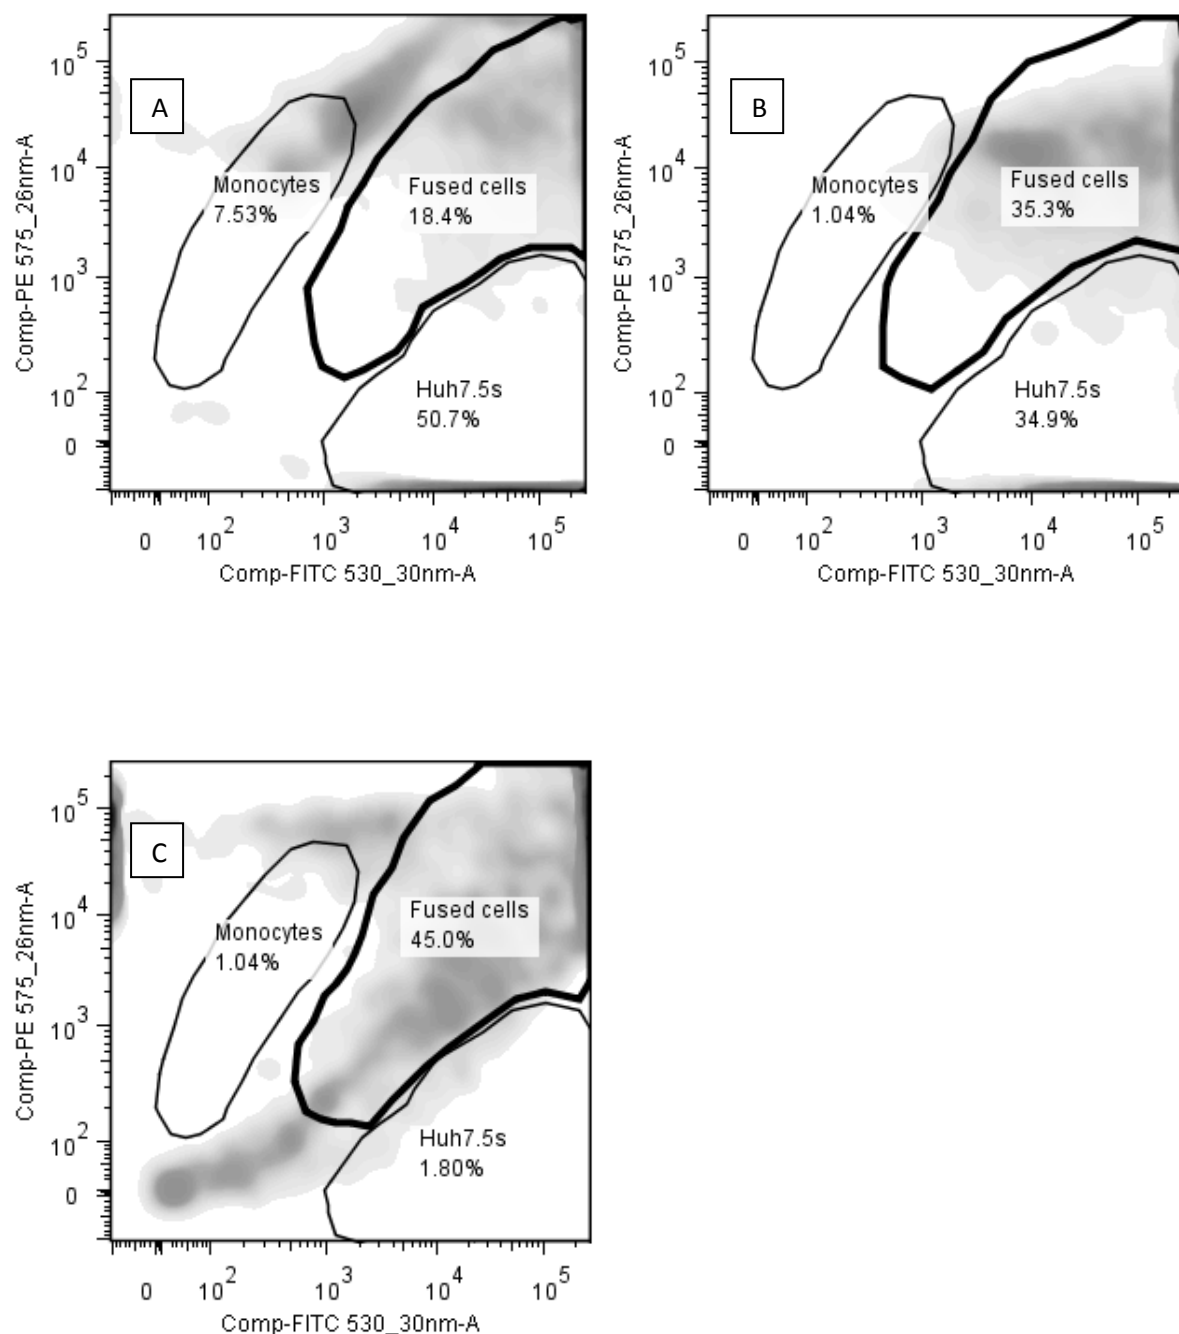 A
Monocytes
7.53%
Fused cells
18.4%
Huh7.5s
50.7%
10^5
10^4
10^3
10^2
0
Comp-PE 575_26nm-A
0 10^2 10^3 10^4 10^5
Comp-FITC 530_30nm-A
B
Monocytes
1.04%
Fused cells
35.3%
Huh7.5s
34.9%
10^5
10^4
10^3
10^2
0
Comp-PE 575_26nm-A
0 10^2 10^3 10^4 10^5
Comp-FITC 530_30nm-A
C
Monocytes
1.04%
Fused cells
45.0%
Huh7.5s
1.80%
10^5
10^4
10^3
10^2
0
Comp-PE 575_26nm-A
0 10^2 10^3 10^4 10^5
Comp-FITC 530_30nm-A